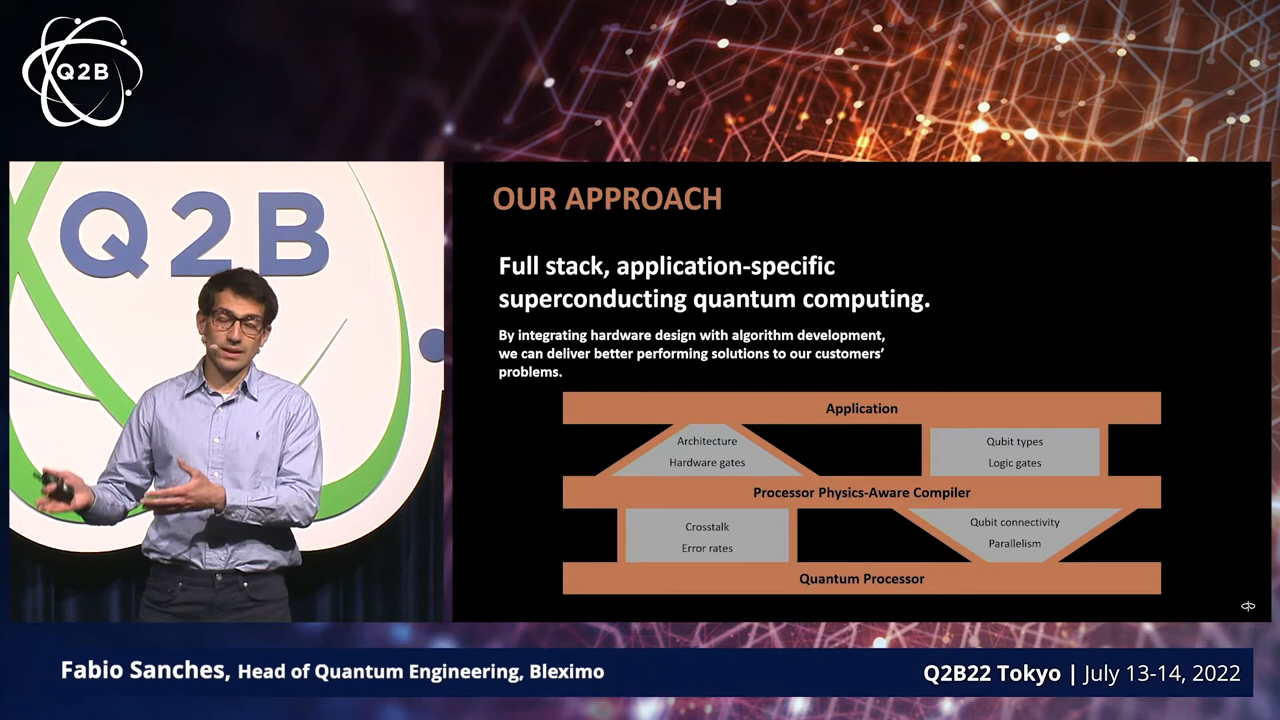 Q2B
Q2B
OUR APPROACH
Full stack, application-specific
superconducting quantum computing.
By integrating hardware design with algorithm development,
we can deliver better performing solutions to our customers’
problems.
Application
Architecture
Hardware gates
Qubit types
Logic gates
Processor Physics-Aware Compiler
Crosstalk
Error rates
Qubit connectivity
Parallelism
Quantum Processor
Fabio Sanches, Head of Quantum Engineering, Bleximo
Q2B22 Tokyo | July 13-14, 2022